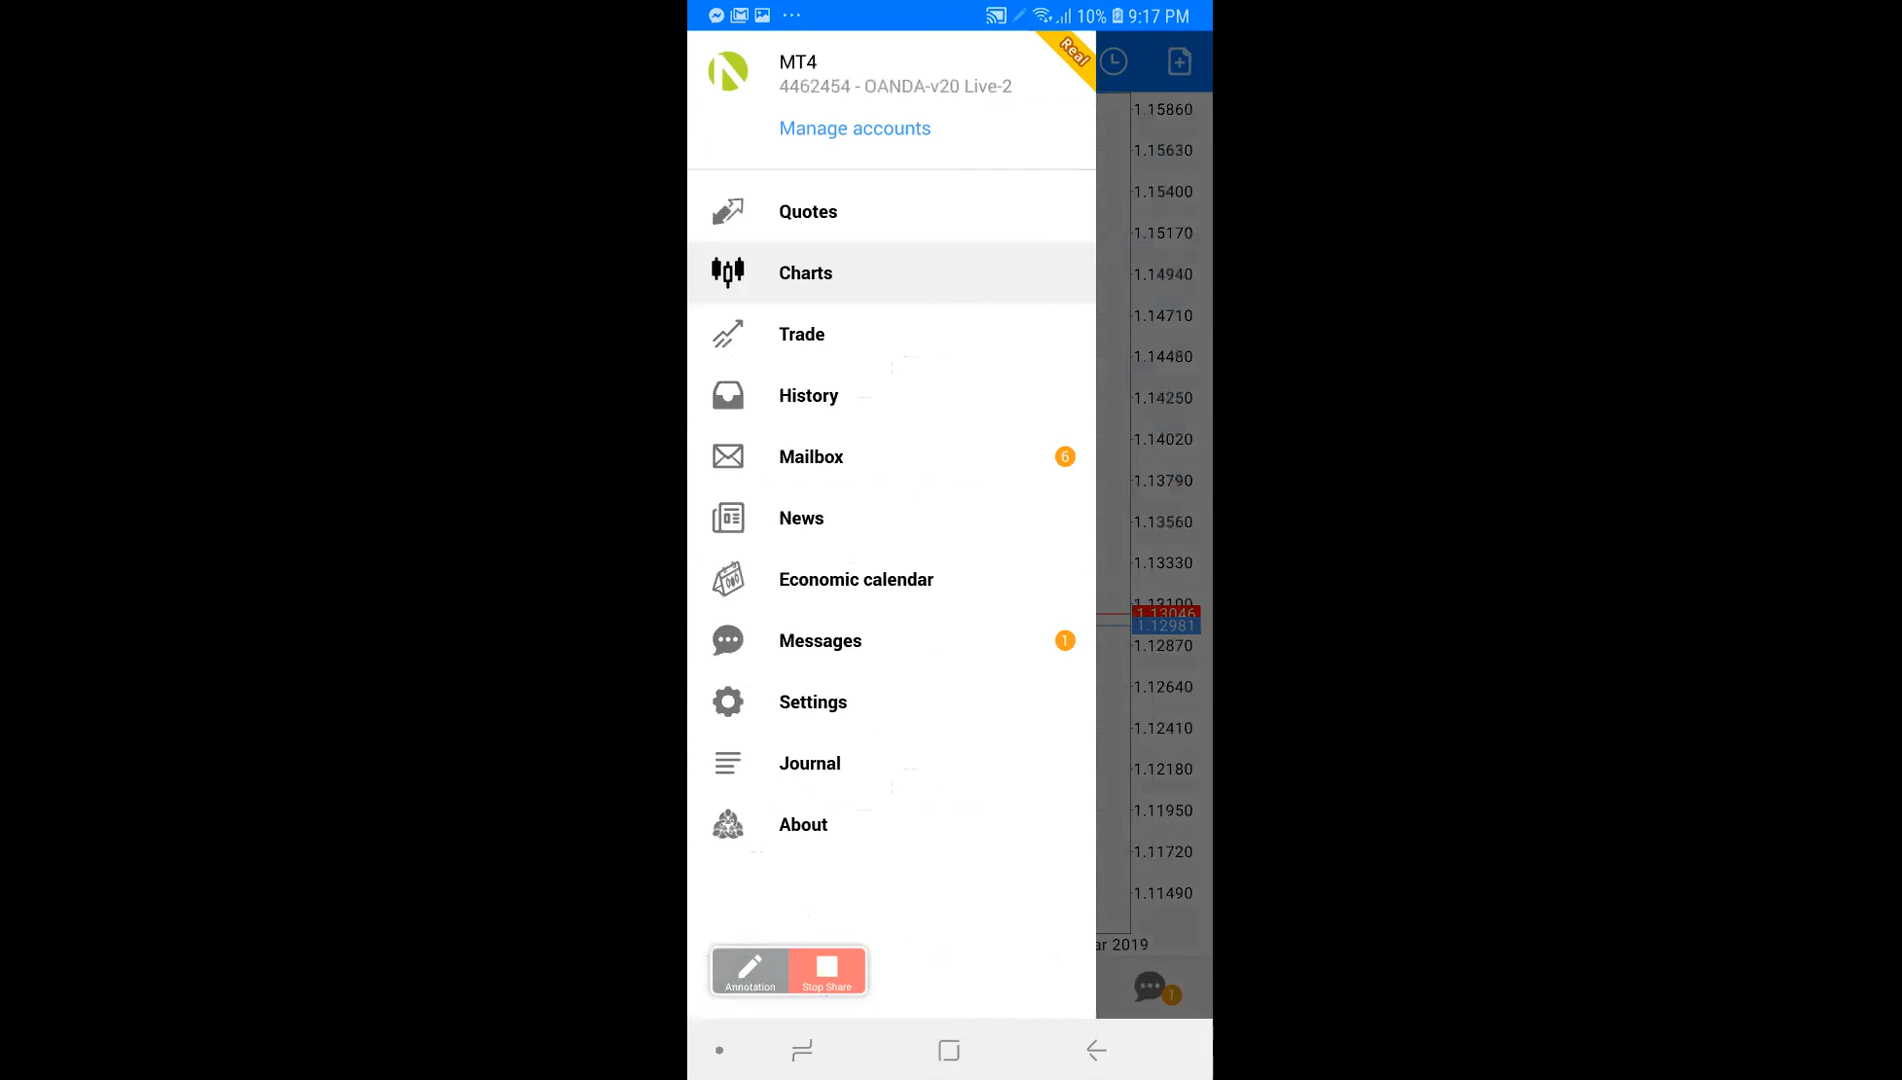 10% 9:17 PM
MT4
Real
4462454 - OANDA-v20 Live-2
Manage accounts
Quotes
Charts
Trade
History
Mailbox 6
News
Economic calendar
Messages 1
Settings
Journal
About
1.15860
1.15630
1.15400
1.15170
1.14940
1.14710
1.14480
1.14250
1.14020
1.13790
1.13560
1.13330
1.13100
1.13046
1.12981
1.12870
1.12640
1.12410
1.12180
1.11950
1.11720
1.11490
ar 2019
Annotation Stop Share
1